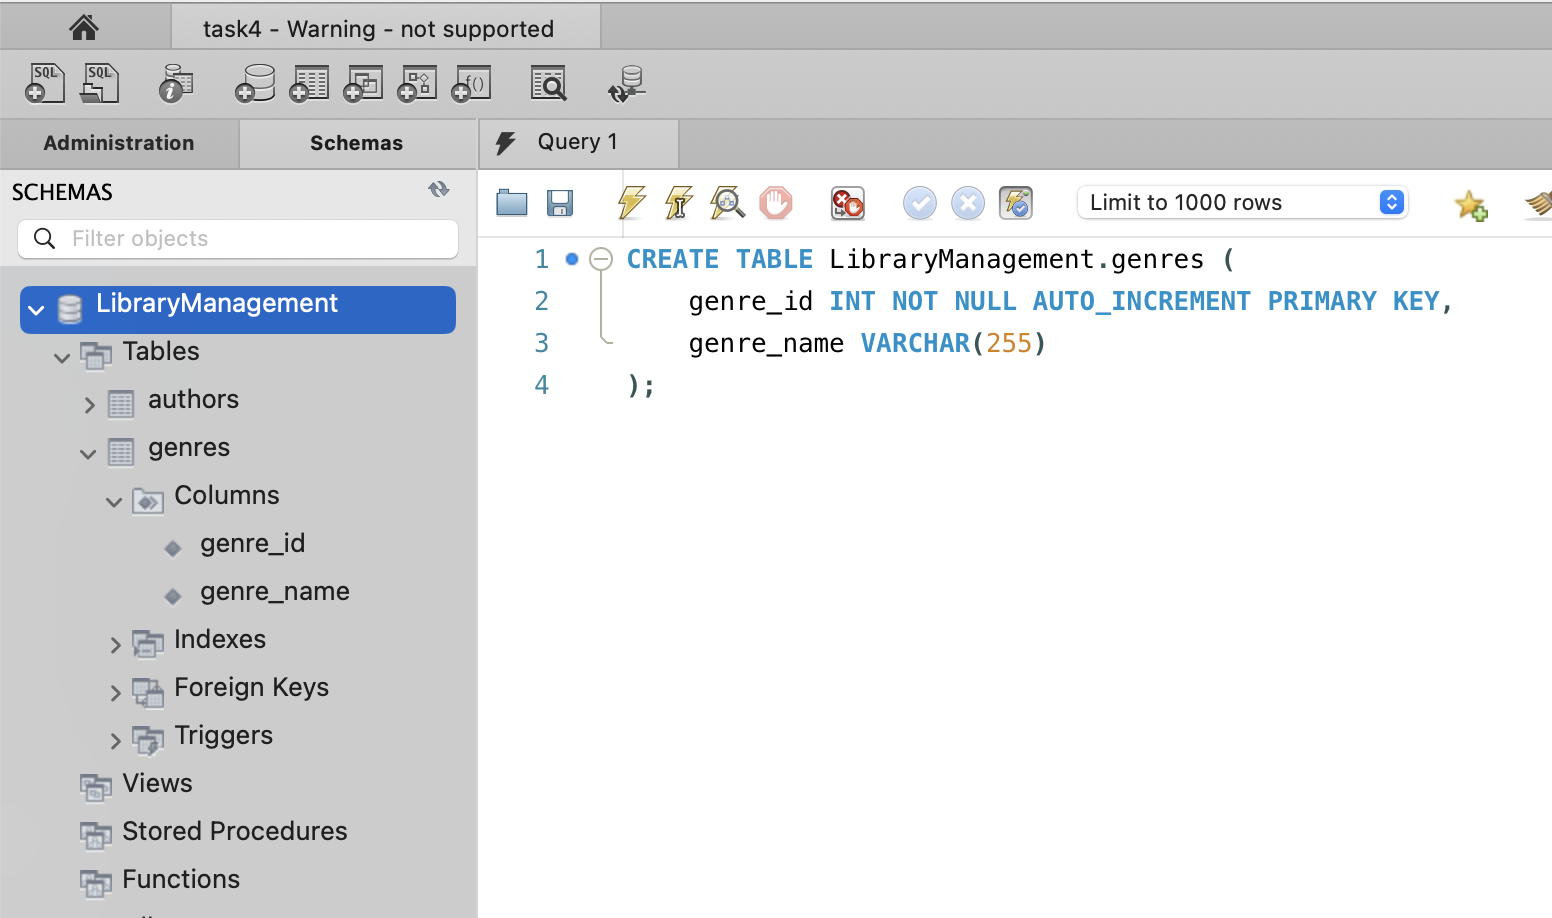 task4 - Warning - not supported
SQL
SQL
i
f()
Administration
Schemas
Query 1
SCHEMAS
Filter objects
Limit to 1000 rows
LibraryManagement
Tables
authors
genres
Columns
genre_id
genre_name
Indexes
Foreign Keys
Triggers
Views
Stored Procedures
Functions
1 CREATE TABLE LibraryManagement.genres (
2 genre_id INT NOT NULL AUTO_INCREMENT PRIMARY KEY,
3 genre_name VARCHAR(255)
4 );